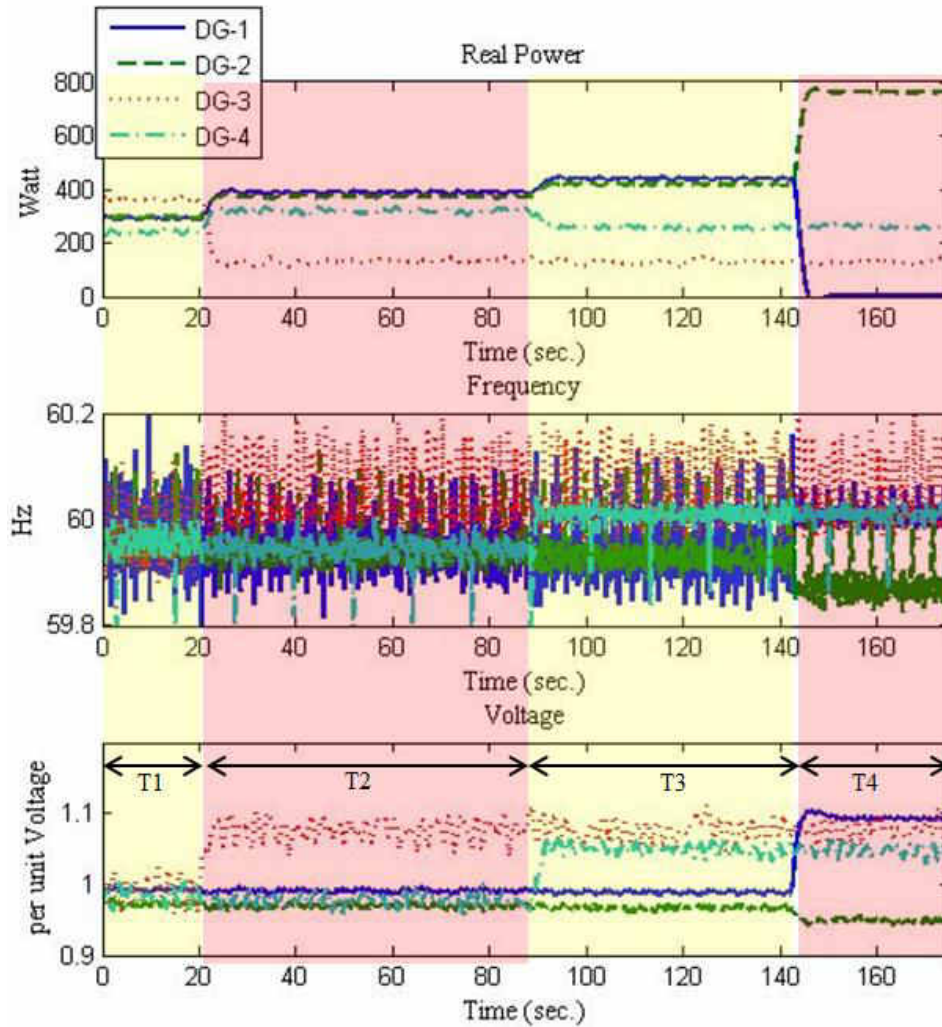 DG-1
DG-2
DG-3
DG-4
Real Power
800
600
400
200
0
Watt
0 20 40 60 80 100 120 140 160
Time (sec.)
Frequency
60.2
60
59.8
Hz
0 20 40 60 80 100 120 140 160
Time (sec.)
Voltage
T1 T2 T3 T4
1.1
1
0.9
per unit Voltage
0 20 40 60 80 100 120 140 160
Time (sec.)